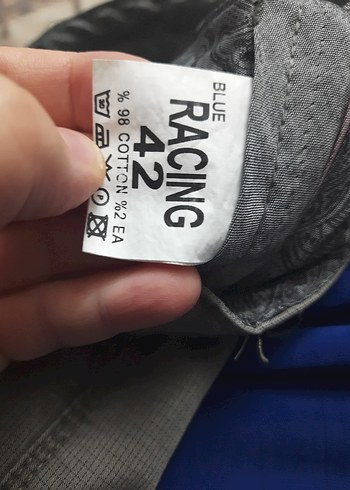 BLUE
RACING
42
% 98 COTTON %2 EA